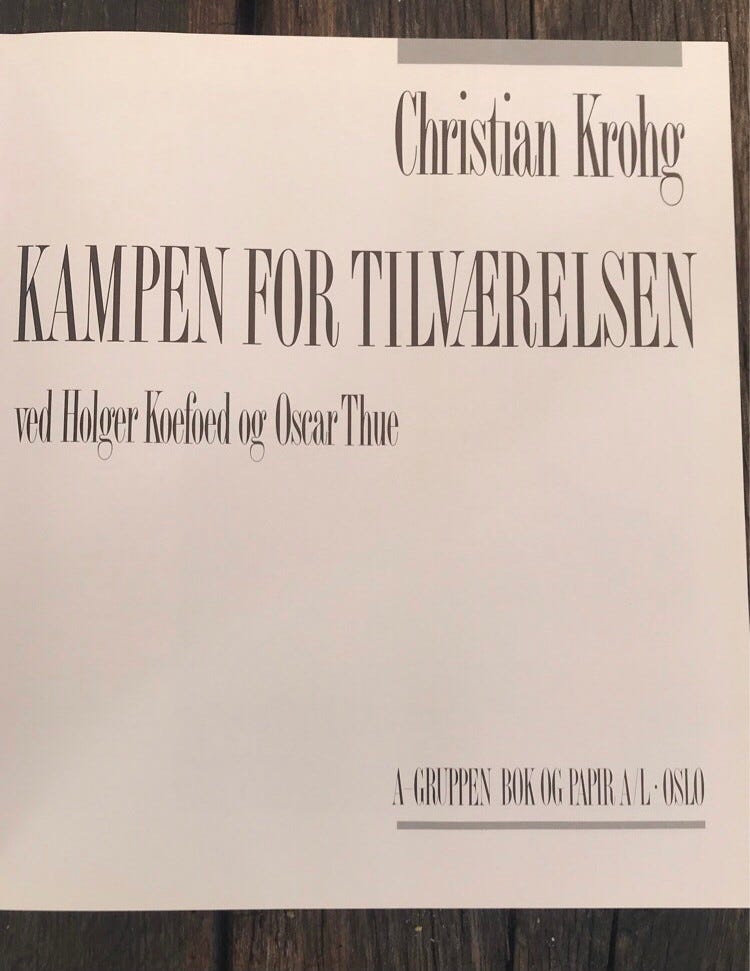 Christian Krohg
KAMPEN FOR TILVÆRELSEN
ved Holger Koefoed og Oscar Thue
A-GRUPPEN BOK OG PAPIR A/L · OSLO